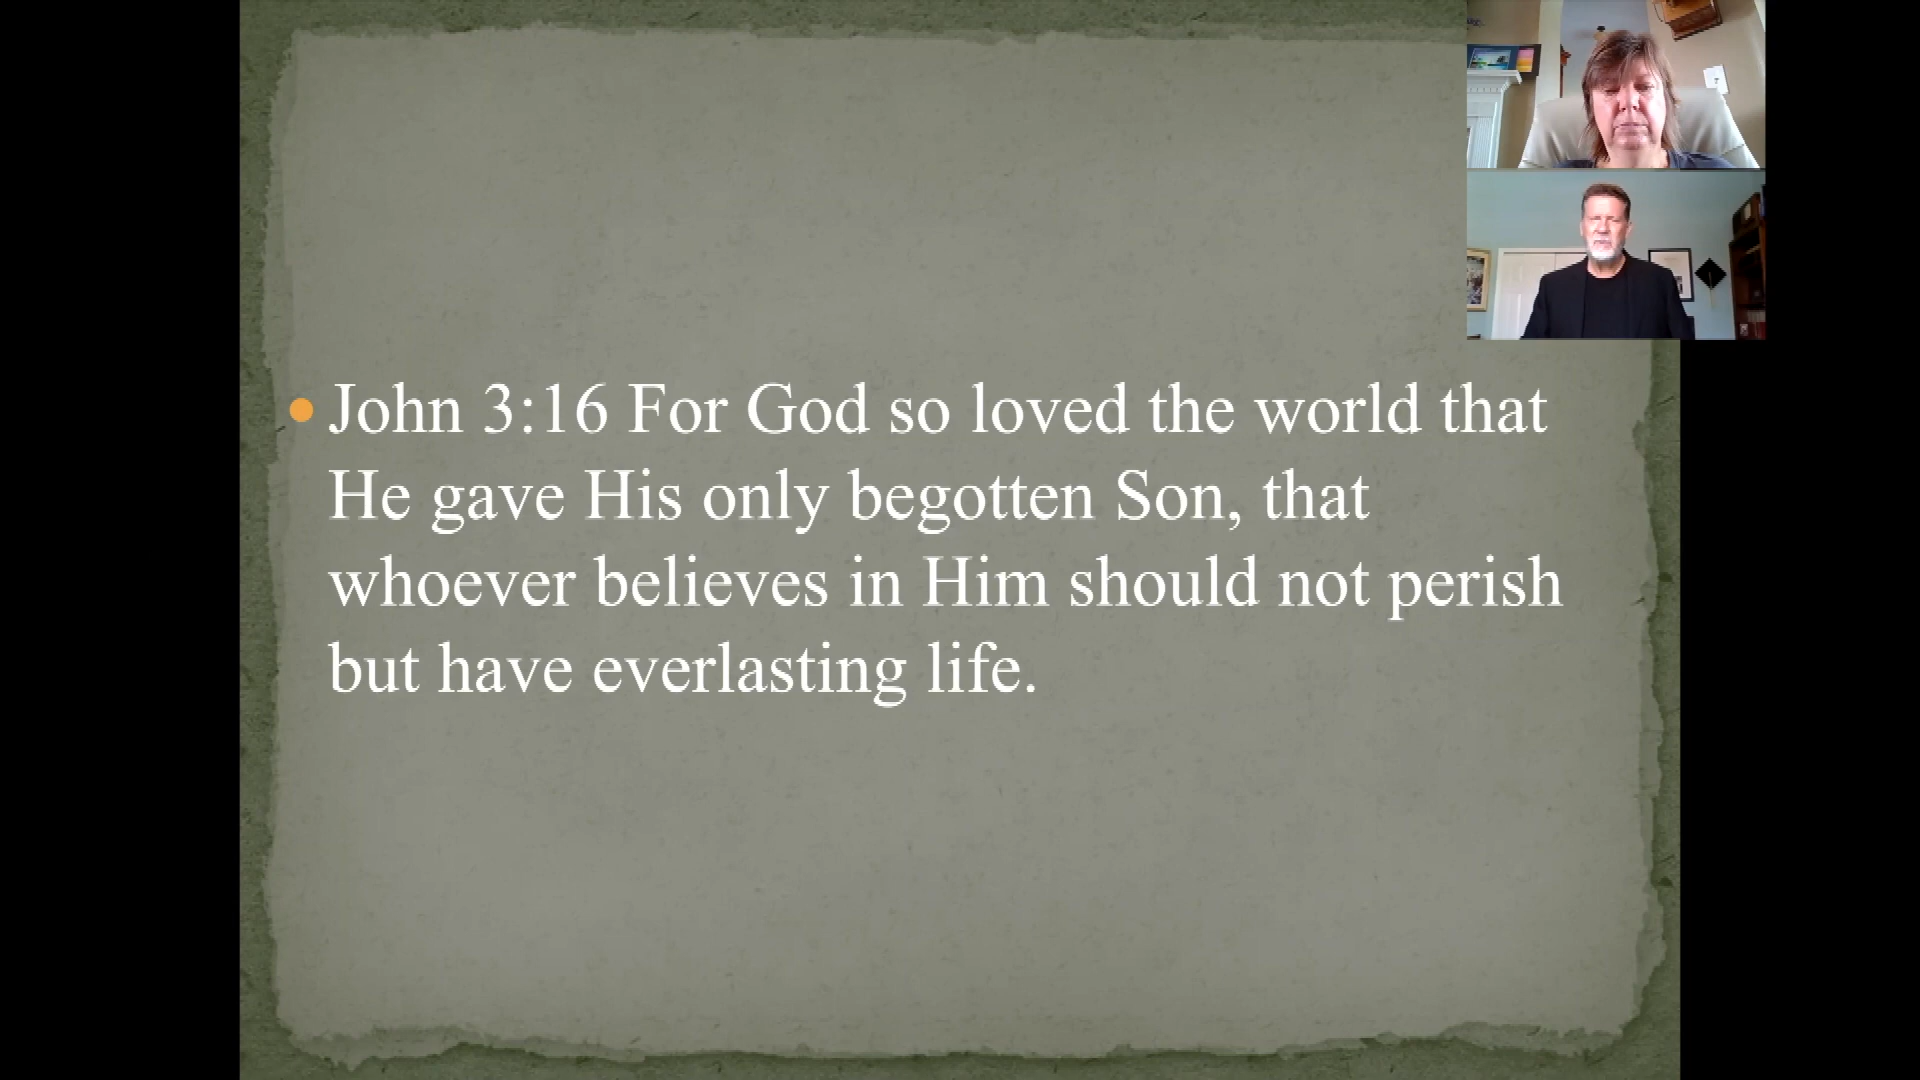 John 3:16 For God so loved the world that
He gave His only begotten Son, that
whoever believes in Him should not perish
but have everlasting life.